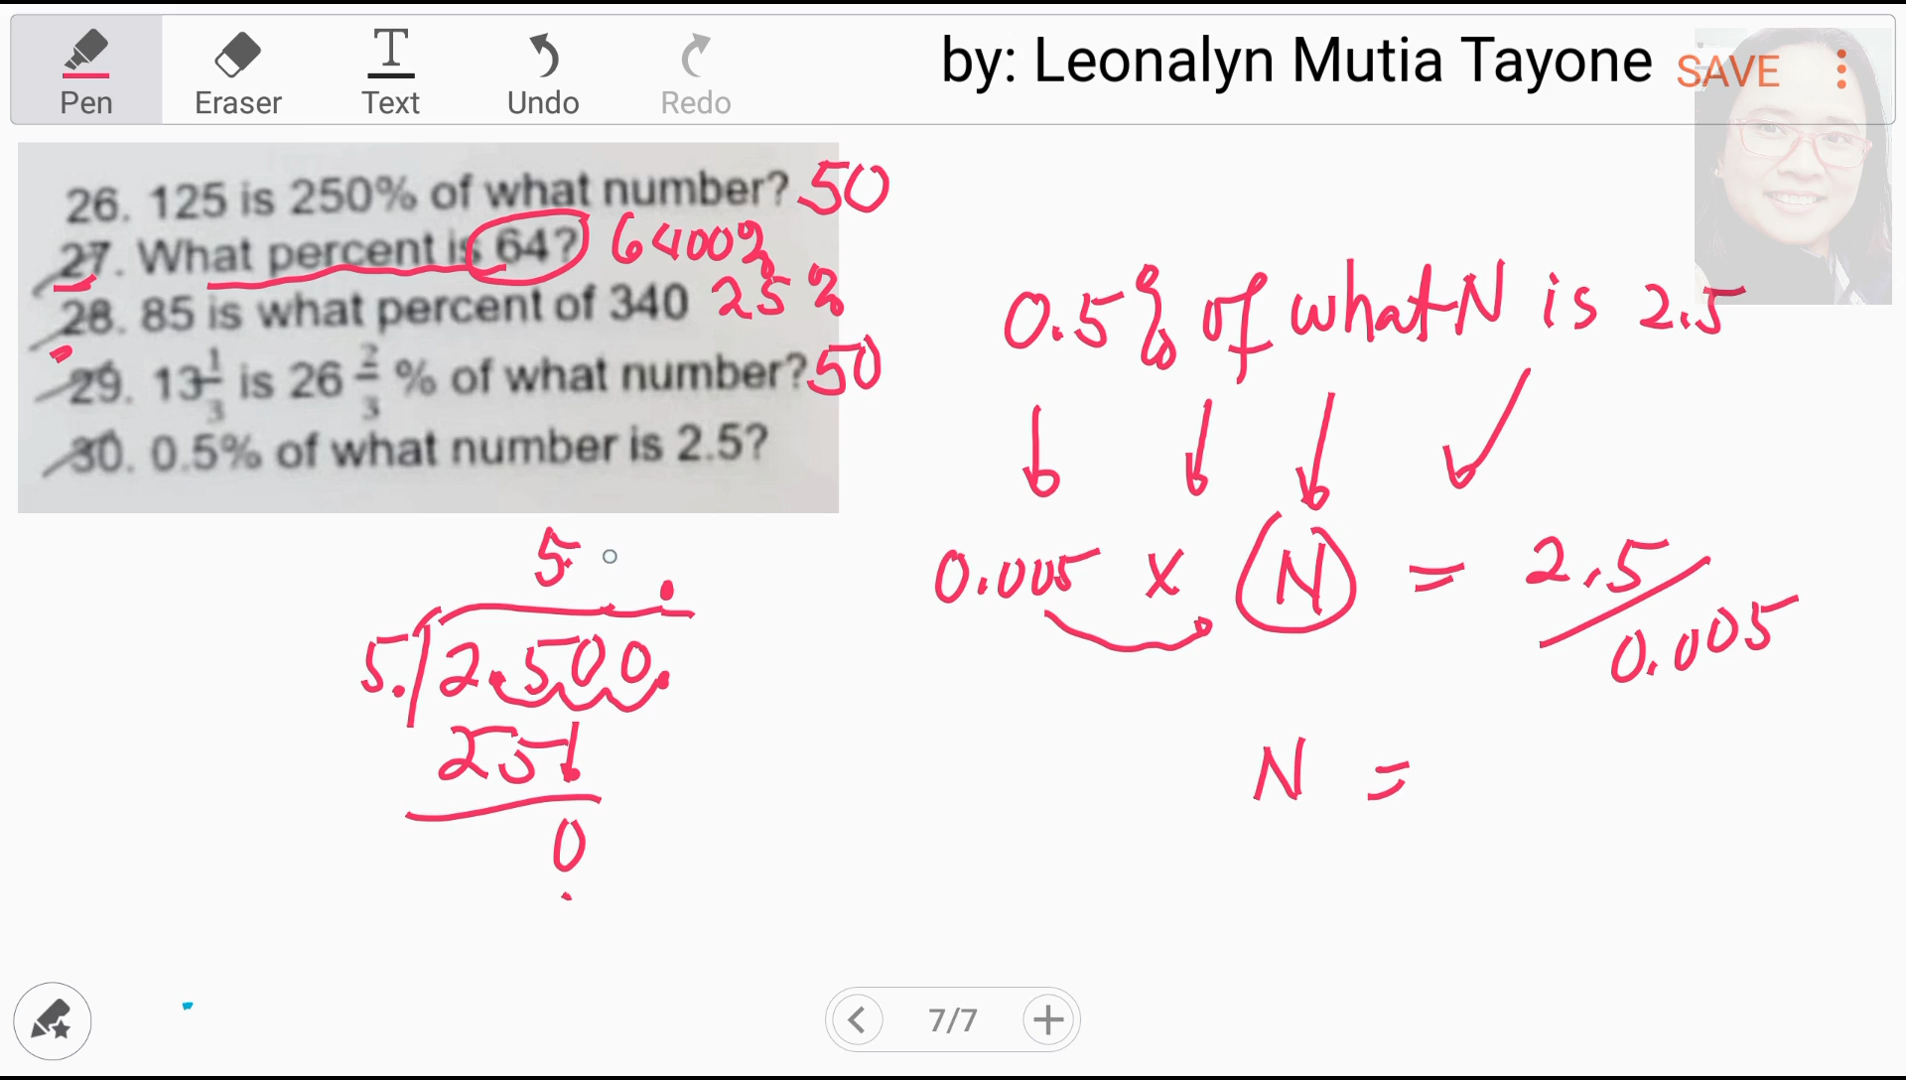 Pen
Eraser
Text
Undo
Redo
by: Leonalyn Mutia Tayone
SAVE
26. 125 is 250% of what number? 50
27. What percent is 64? 6400%
28. 85 is what percent of 340 25%
29. 13 1/3 is 26 2/3 % of what number? 50
30. 0.5% of what number is 2.5?
0.5% of what N is 2.5
0.005 x N = 2.5/0.005
N =
5
5. 2.500.
25
0
7/7